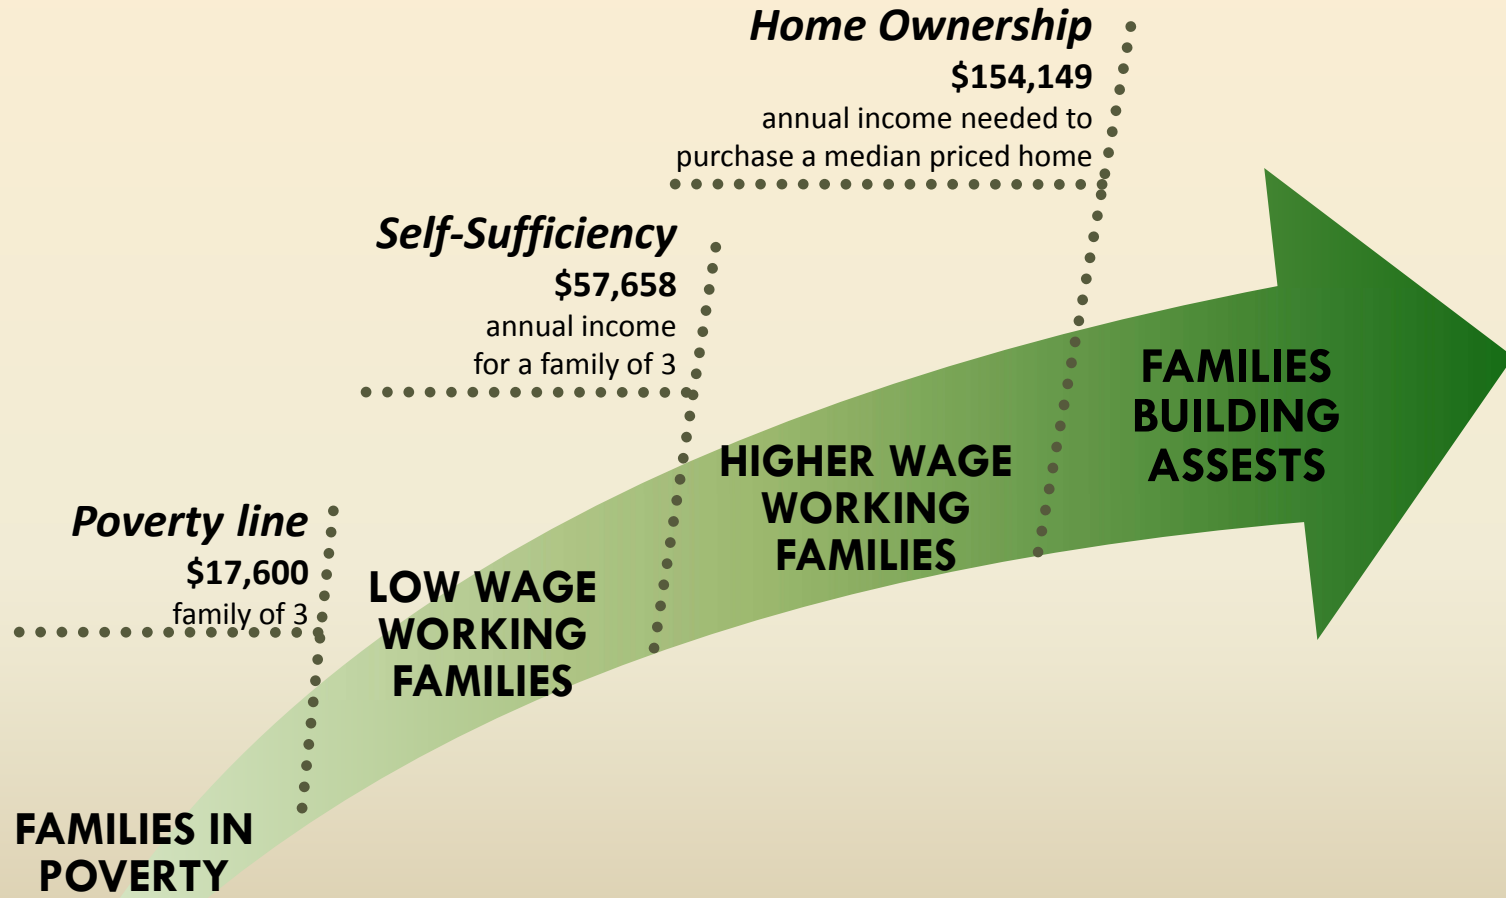 Home Ownership
$154,149
annual income needed to
purchase a median priced home
Self-Sufficiency
$57,658
annual income
for a family of 3
Poverty line
$17,600
family of 3
FAMILIES IN
POVERTY
LOW WAGE
WORKING
FAMILIES
HIGHER WAGE
WORKING
FAMILIES
FAMILIES
BUILDING
ASSESTS